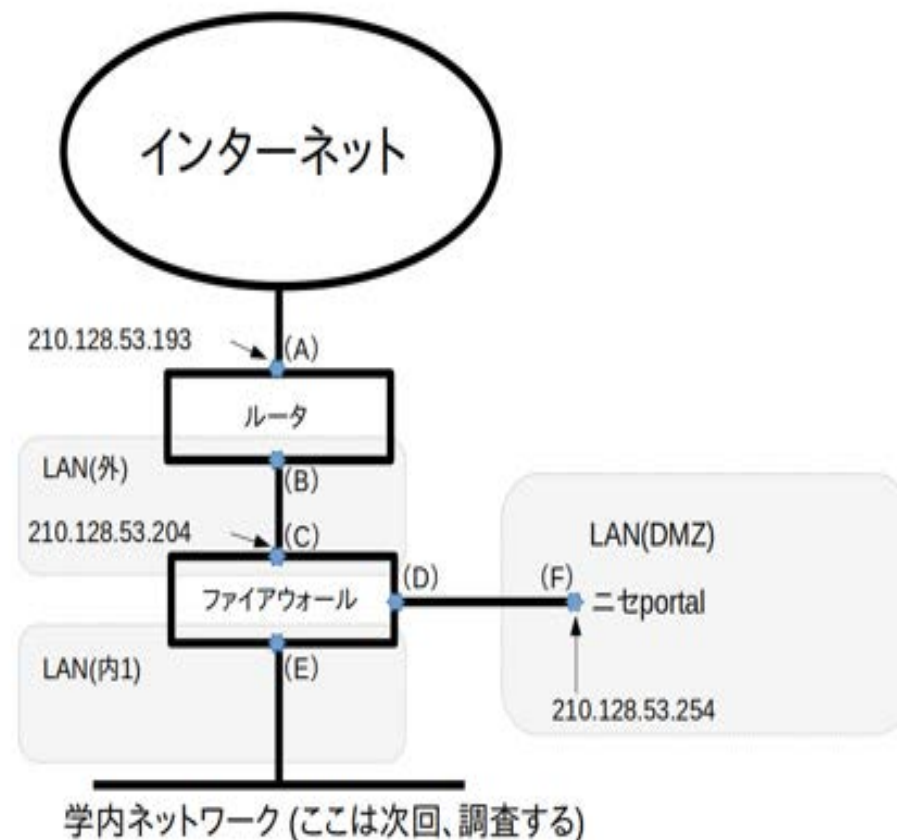 インターネット
210.128.53.193
(A)
ルータ
LAN(外)
(B)
210.128.53.204
(C)
LAN(DMZ)
ファイアウォール
(D)
(F)
ニセportal
LAN(内1)
(E)
210.128.53.254
学内ネットワーク (ここは次回、調査する)